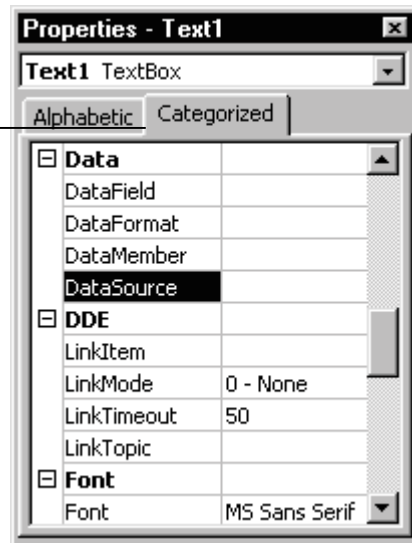 Properties - Text1
Text1 TextBox
Alphabetic Categorized
Data
DataField
DataFormat
DataMember
DataSource
DDE
LinkItem
LinkMode 0 - None
LinkTimeout 50
LinkTopic
Font
Font MS Sans Serif